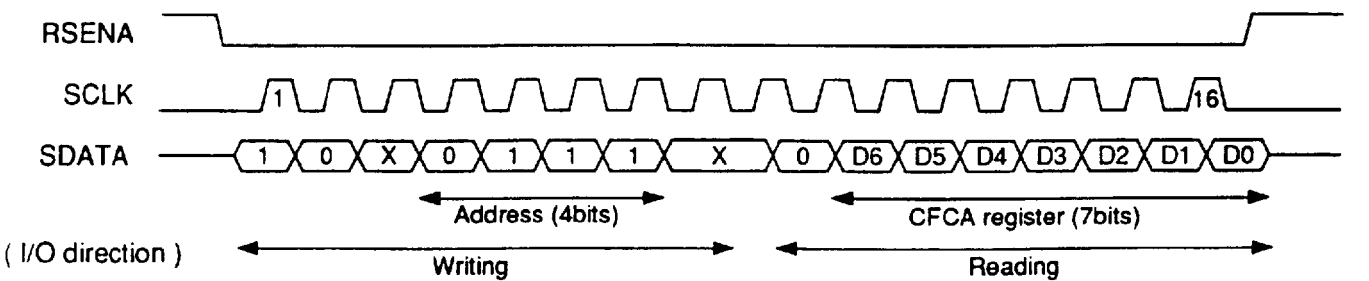 RSENA
SCLK 1 16
SDATA 1 0 X 0 1 1 1 X 0 D6 D5 D4 D3 D2 D1 D0
Address (4bits) CFCA register (7bits)
( I/O direction ) Writing Reading